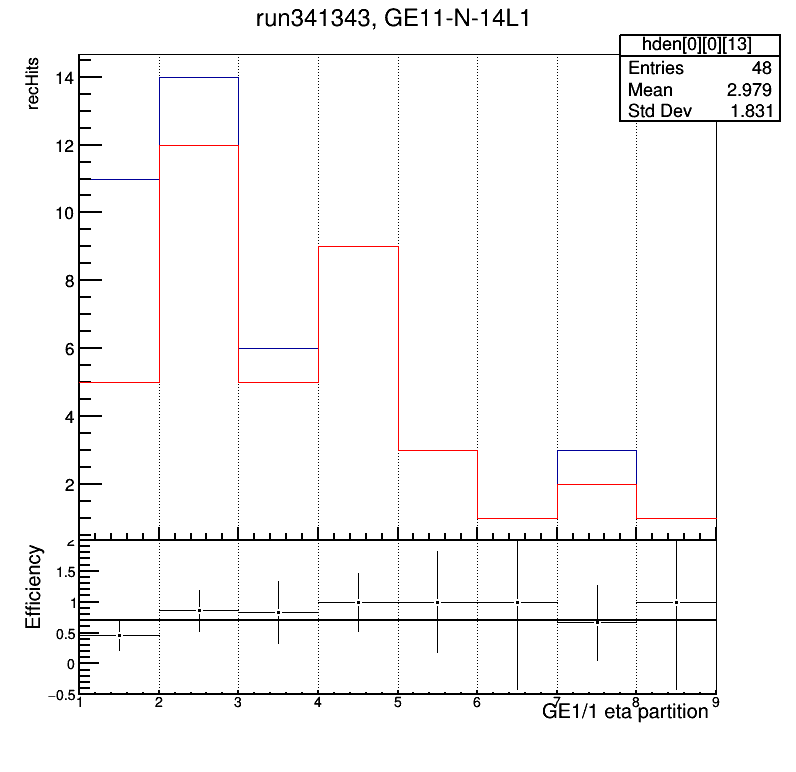 run341343, GE11-N-14L1
hden[0][0][13]
Entries 48
Mean 2.979
Std Dev 1.831
recHits
14
12
10
8
6
4
2
Efficiency
2
1.5
1
0.5
0
−0.5
1 2 3 4 5 6 7 8 9
GE1/1 eta partition